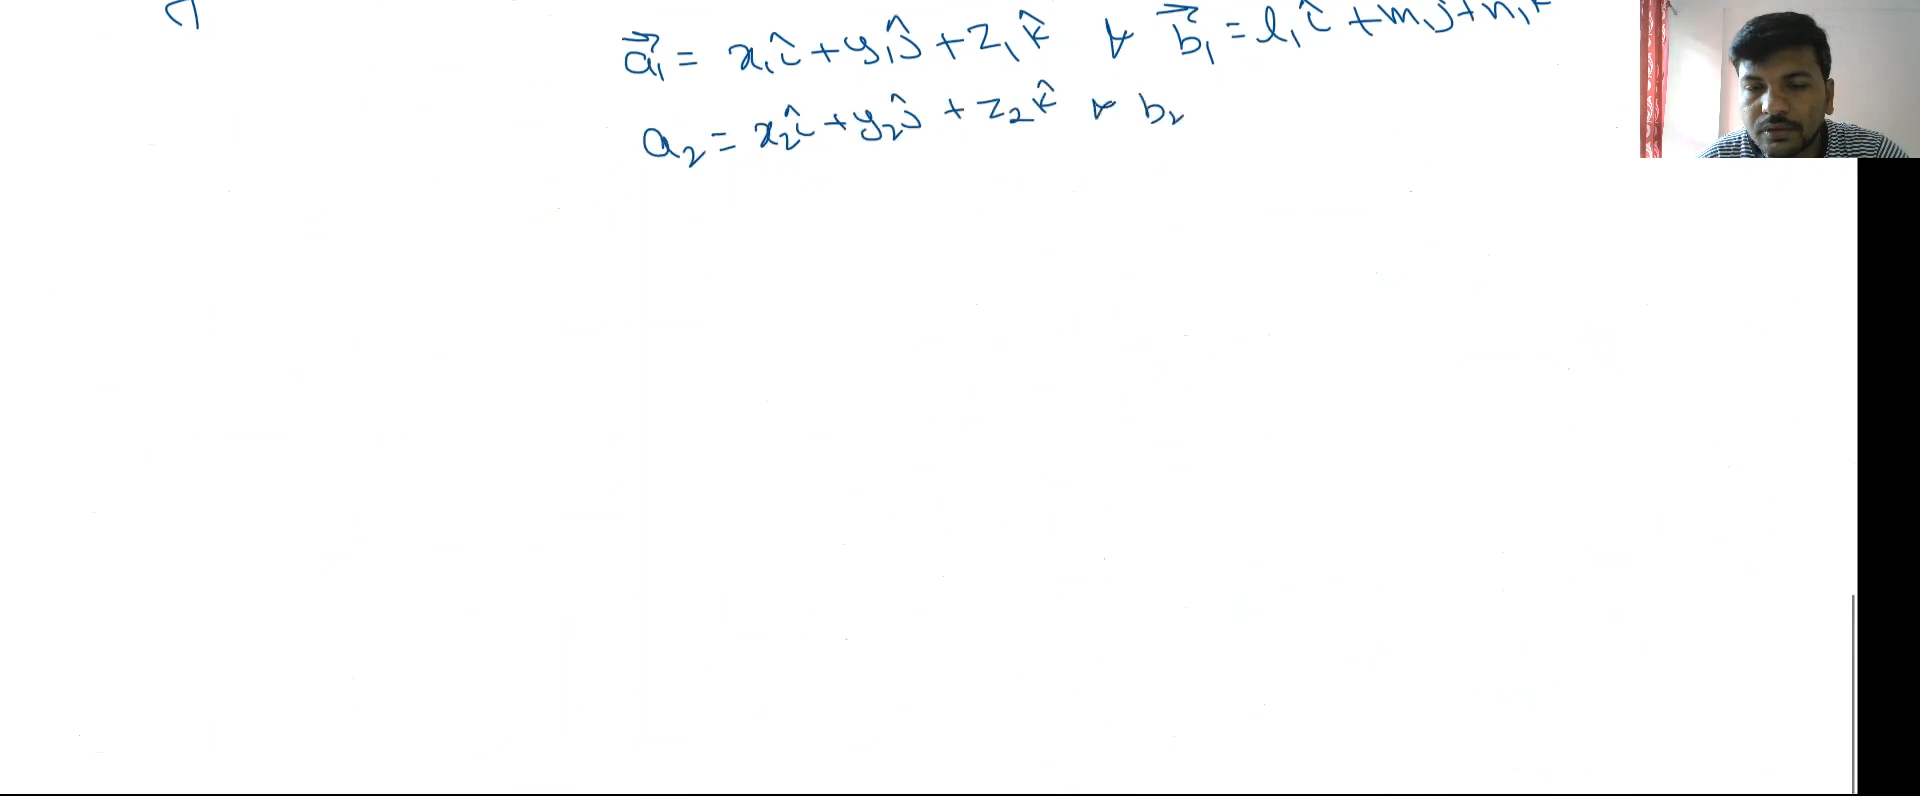 a⃗₁ = x₁î + y₁ĵ + z₁k̂ & b⃗₁ = l₁î + m₁ĵ + n₁k̂
a₂ = x₂î + y₂ĵ + z₂k̂ & b₂